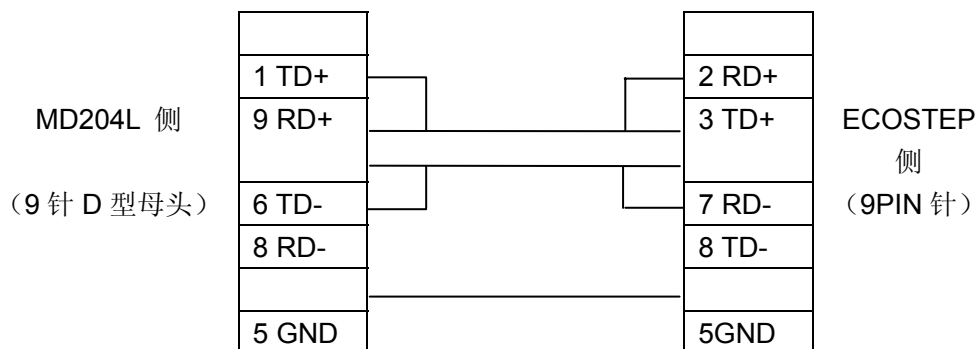 1 TD+
2 RD+
MD204L 侧
9 RD+
3 TD+
ECOSTEP
侧
（9 针 D 型母头）
6 TD-
7 RD-
（9PIN 针）
8 RD-
8 TD-
5 GND
5GND